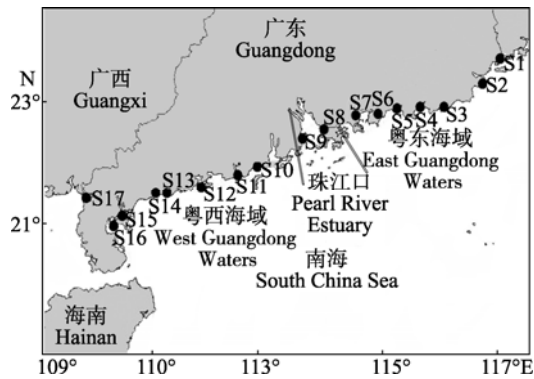 广东
Guangdong
广西
Guangxi
N
23°
21°
S1
S2
S3
S4
S5
S6
S7
S8
S9
S10
S11
S12
S13
S14
S15
S16
S17
粤东海域
East Guangdong
Waters
珠江口
Pearl River
Estuary
粤西海域
West Guangdong
Waters
南海
South China Sea
海南
Hainan
109°
110°
113°
115°
117°E